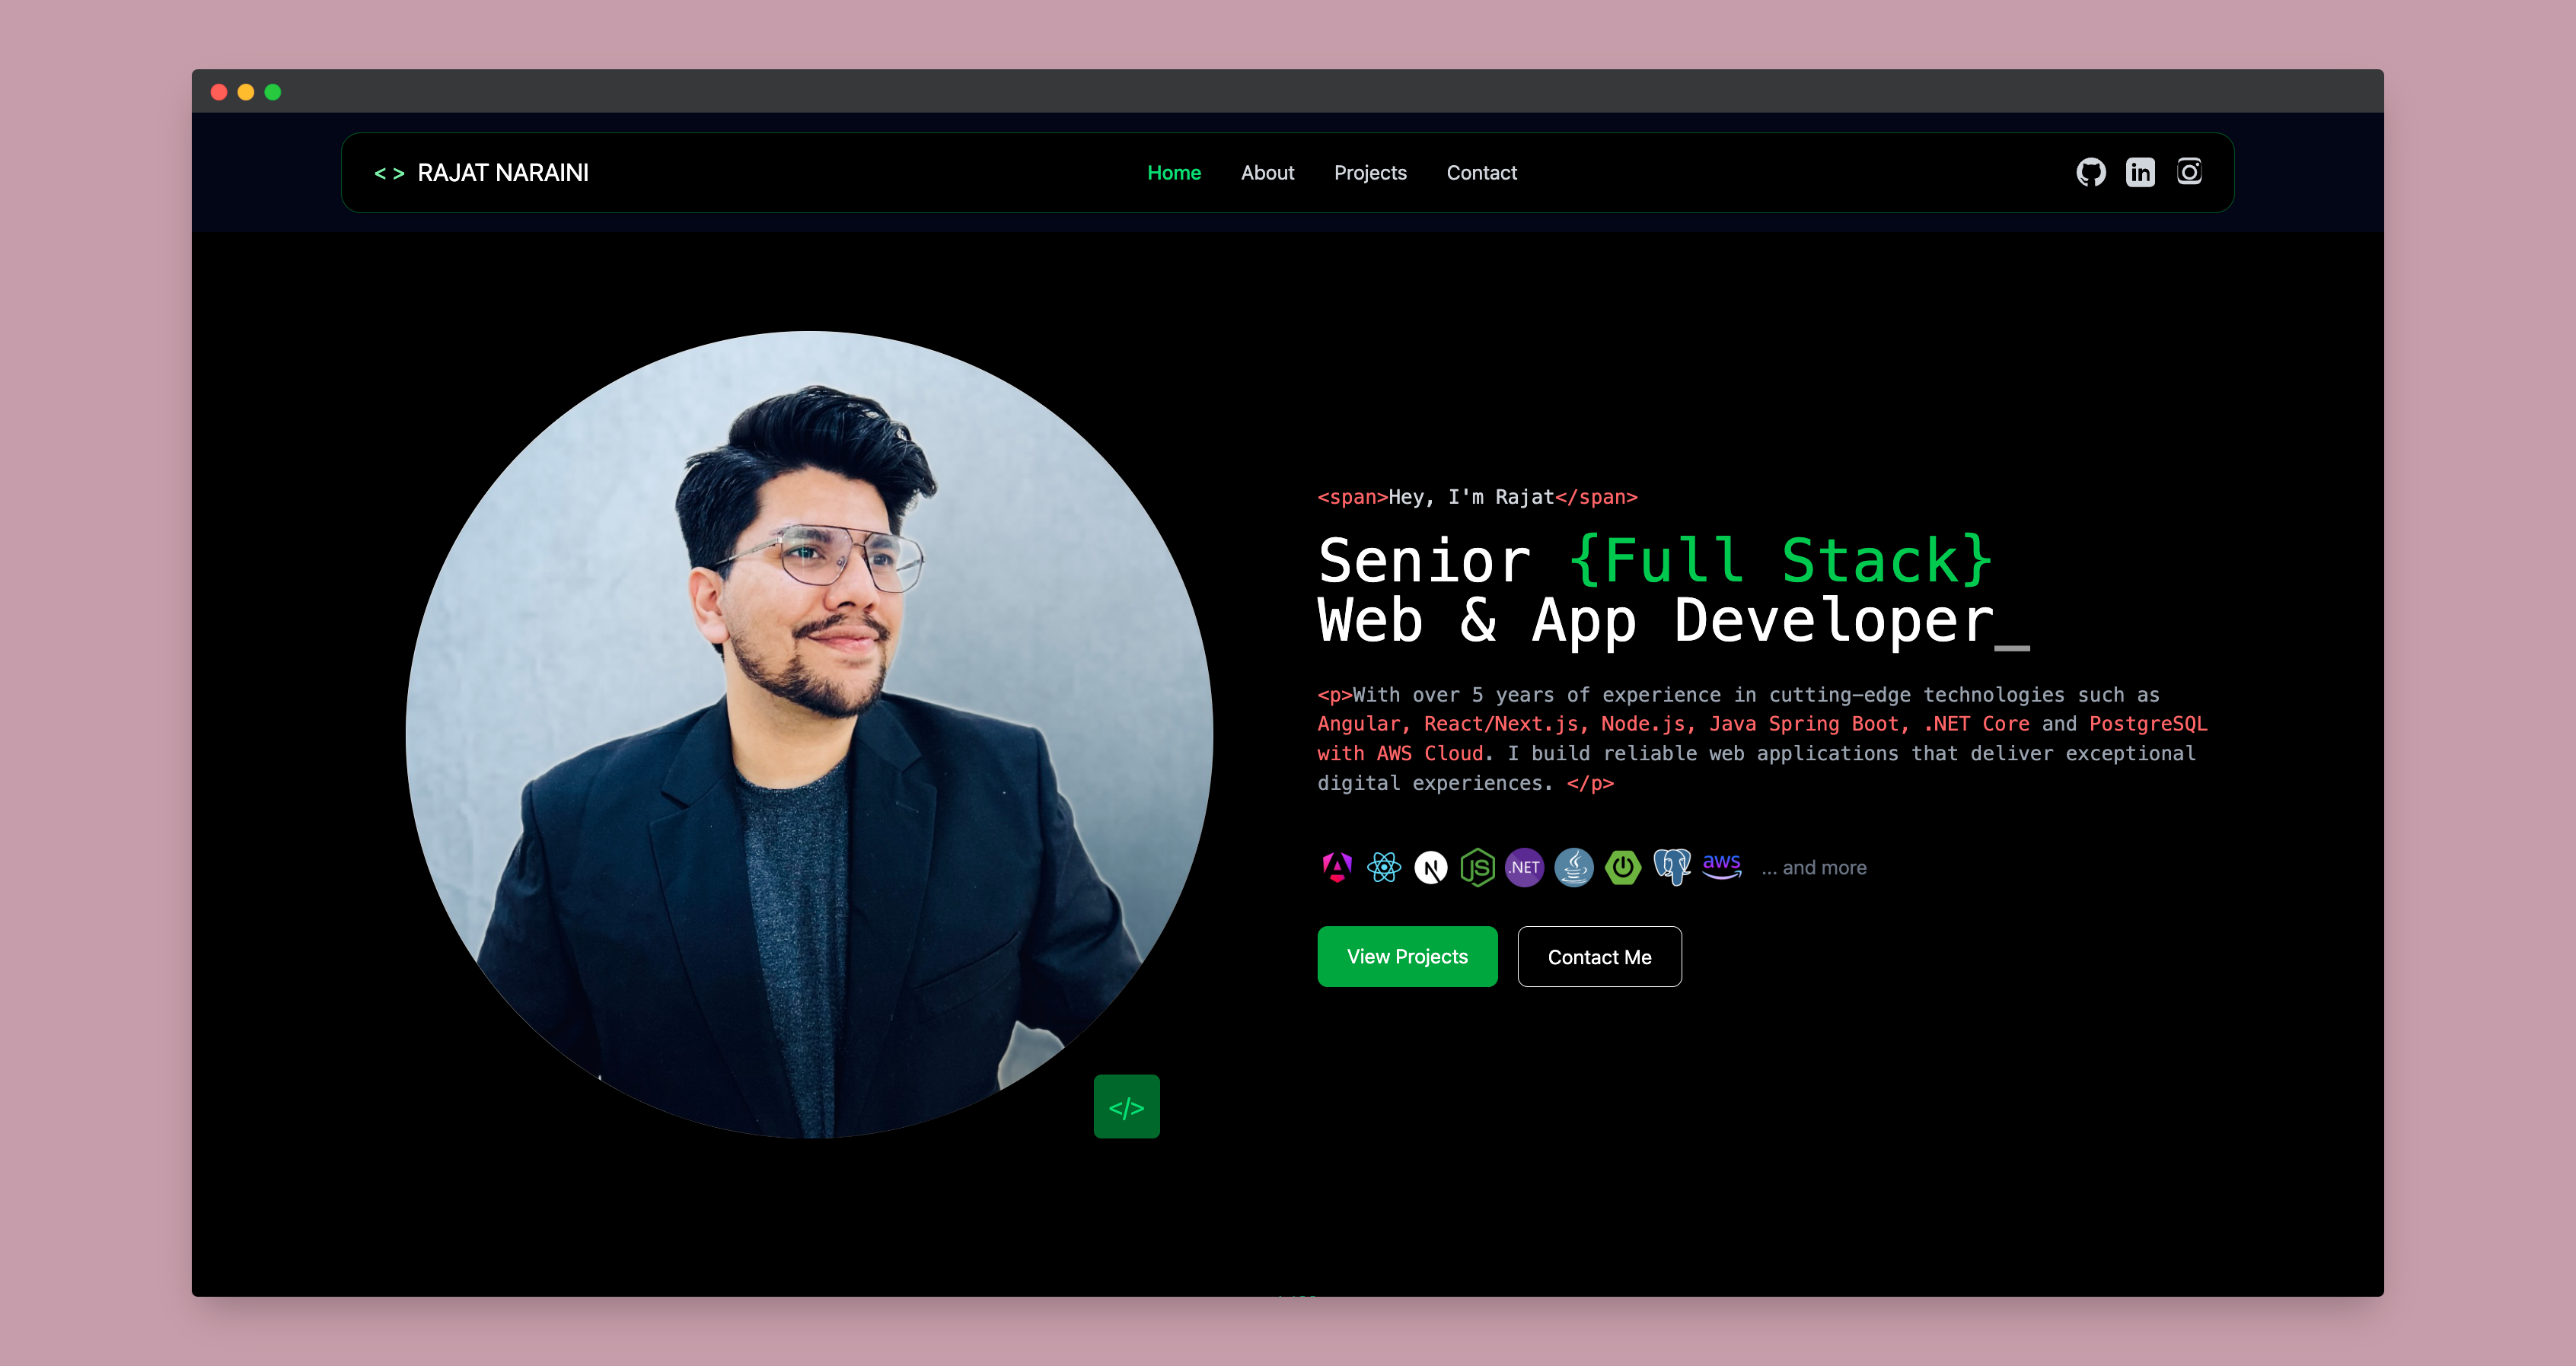 < > RAJAT NARAINI
Home About Projects Contact
in
<span>Hey, I'm Rajat</span>
Senior {Full Stack}
Web & App Developer_
<p>With over 5 years of experience in cutting-edge technologies such as
Angular, React/Next.js, Node.js, Java Spring Boot, .NET Core and PostgreSQL
with AWS Cloud. I build reliable web applications that deliver exceptional
digital experiences. </p>
N JS .NET aws ... and more
View Projects Contact Me
</>